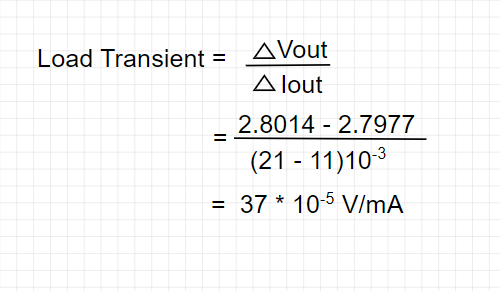 Load Transient = △Vout
△ Iout
= 2.8014 - 2.7977
(21 - 11)10⁻³
= 37 * 10⁻⁵ V/mA